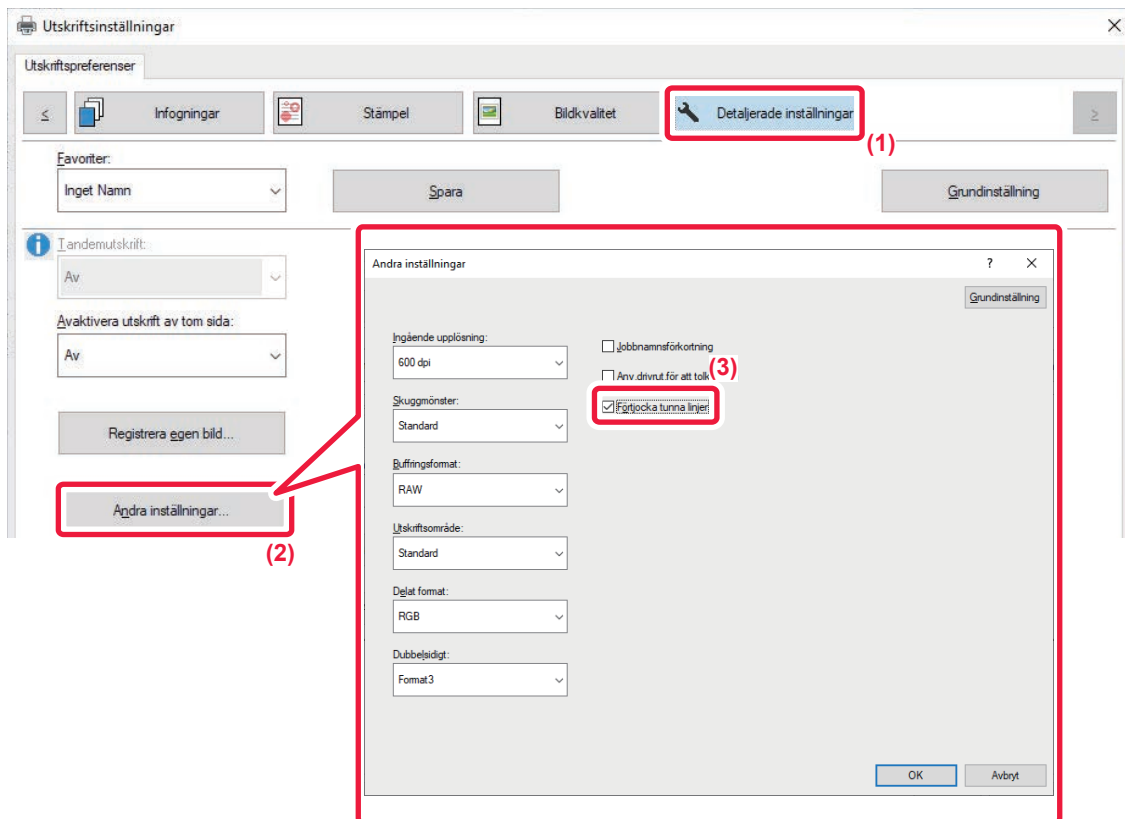 Utskriftsinställningar
Utskriftspreferenser
< Infogningar Stämpel Bildkvalitet Detaljerade inställningar >
(1)
Favoriter:
Inget Namn Spara Grundinställning
Tandemutskrift:
Av
Avaktivera utskrift av tom sida:
Av
Registrera egen bild...
Andra inställningar...
(2)
Andra inställningar ?
Grundinställning
Ingående upplösning:
600 dpi
Skuggmönster:
Standard
Buffringsformat:
RAW
Utskriftsområde:
Standard
Delat format:
RGB
Dubbelsidigt:
Format3
Jobbnamnsförkortning
Anv.drivrut.för att tolk
(3)
Förtjocka tunna linjer
OK Avbryt